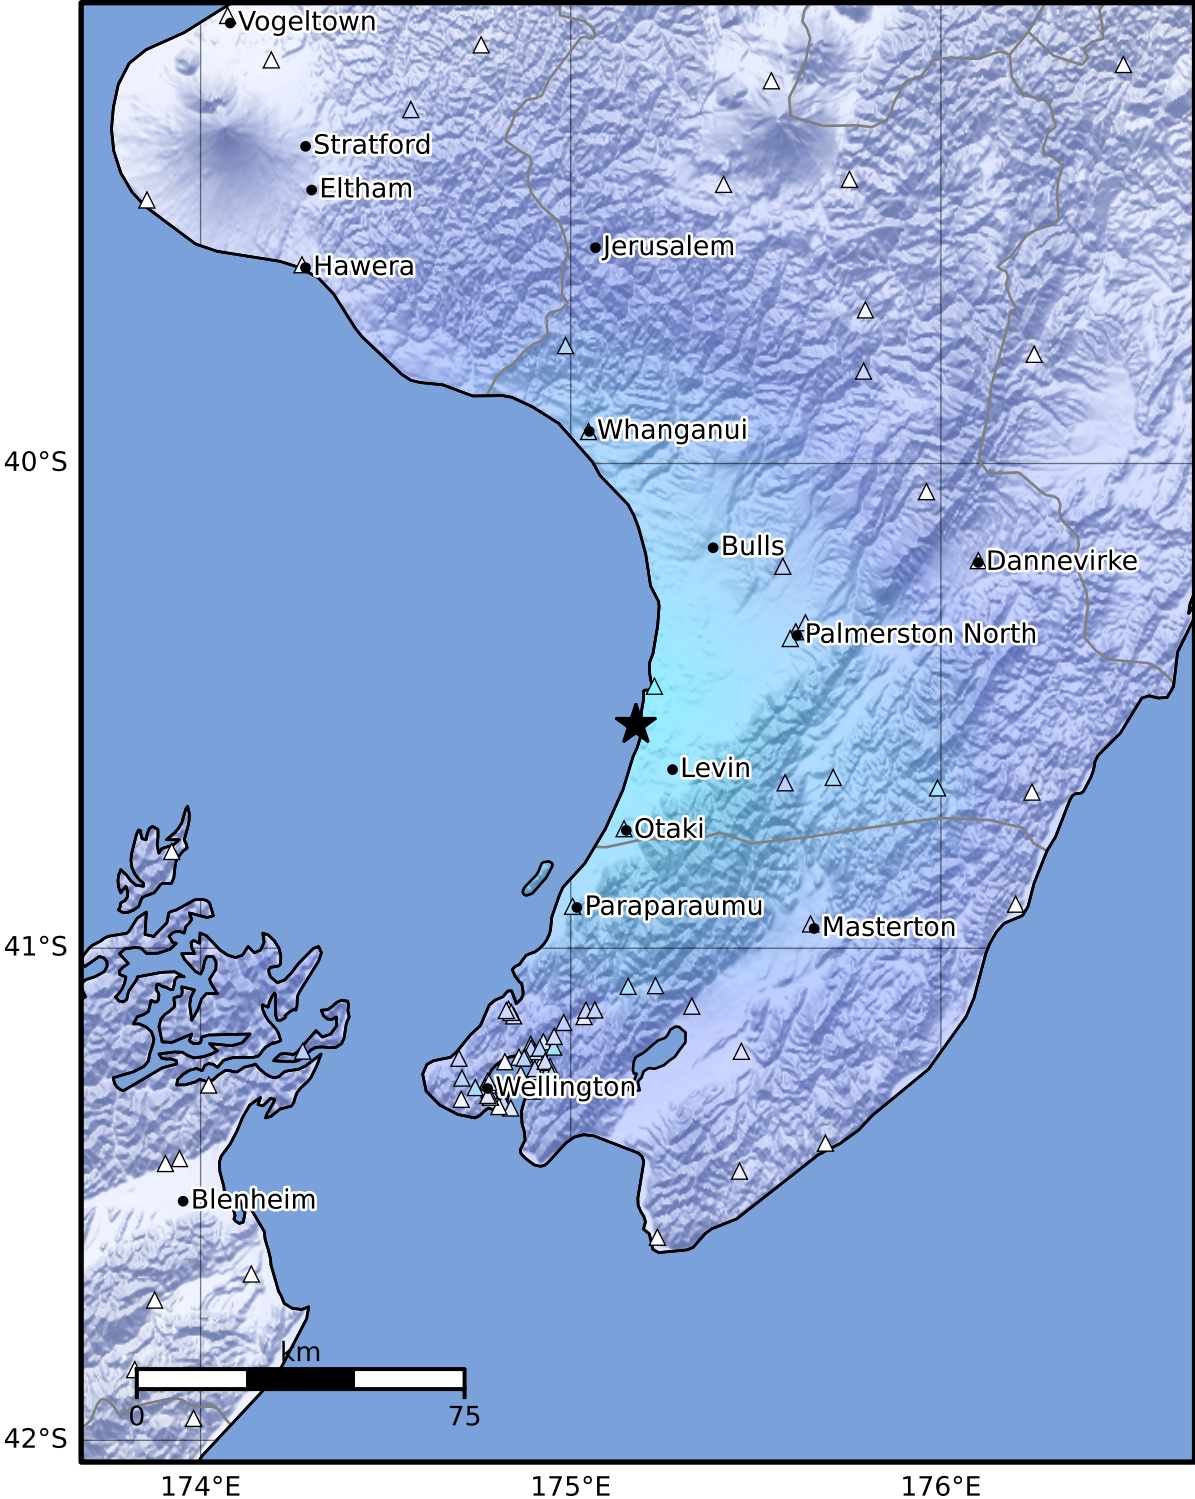 Vogeltown
Stratford
Eltham
Jerusalem
Hawera
Whanganui
40°S
Bulls
Dannevirke
Palmerston North
Levin
Otaki
Paraparaumu
Masterton
41°S
Wellington
Blenheim
km
0 75
42°S
174°E 175°E 176°E